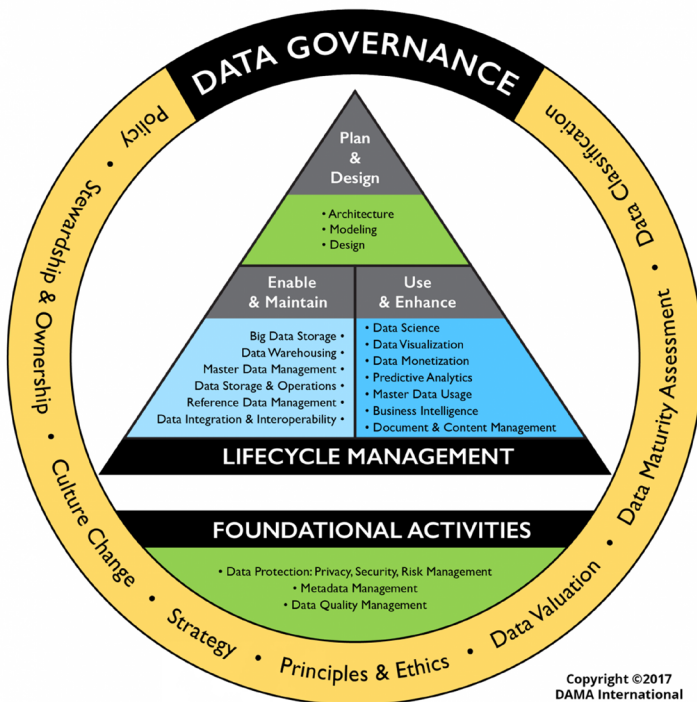 DATA GOVERNANCE
Policy • Stewardship & Ownership • Culture Change • Strategy • Principles & Ethics • Data Valuation • Data Maturity Assessment • Data Classification
Plan
&
Design
• Architecture
• Modeling
• Design
Enable
& Maintain
Big Data Storage •
Data Warehousing •
Master Data Management •
Data Storage & Operations •
Reference Data Management •
Data Integration & Interoperability •
Use
& Enhance
• Data Science
• Data Visualization
• Data Monetization
• Predictive Analytics
• Master Data Usage
• Business Intelligence
• Document & Content Management
LIFECYCLE MANAGEMENT
FOUNDATIONAL ACTIVITIES
• Data Protection: Privacy, Security, Risk Management
• Metadata Management
• Data Quality Management
Copyright ©2017
DAMA International